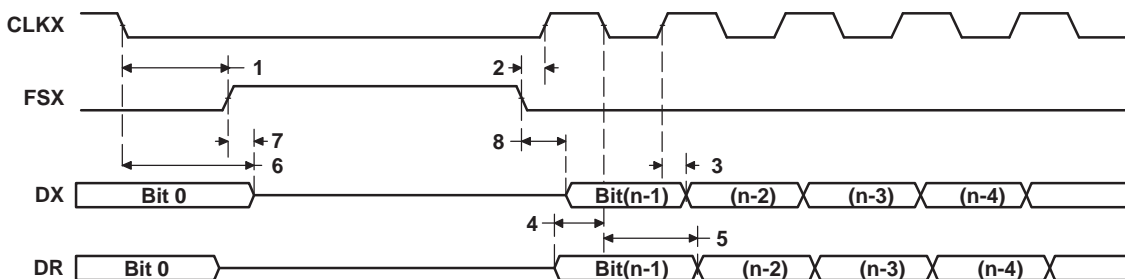 CLKX
1
2
FSX
7
8
6
3
DX
Bit 0
Bit(n-1)
(n-2)
(n-3)
(n-4)
4
5
DR
Bit 0
Bit(n-1)
(n-2)
(n-3)
(n-4)